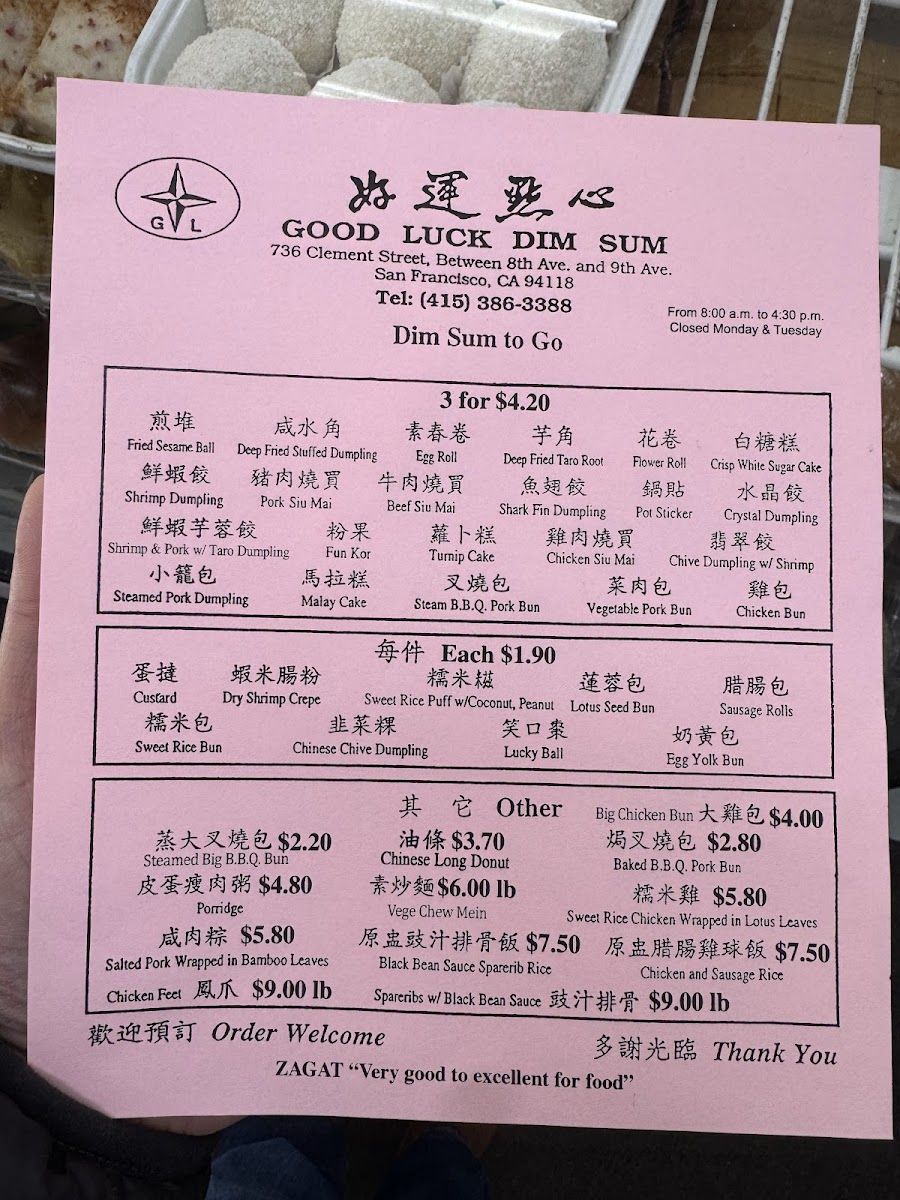 G L
好運點心
GOOD LUCK DIM SUM
736 Clement Street, Between 8th Ave. and 9th Ave.
San Francisco, CA 94118
Tel: (415) 386-3388
From 8:00 a.m. to 4:30 p.m.
Closed Monday & Tuesday
Dim Sum to Go
3 for $4.20
煎堆 咸水角 素春卷 芋角 花卷 白糖糕
Fried Sesame Ball Deep Fried Stuffed Dumpling Egg Roll Deep Fried Taro Root Flower Roll Crisp White Sugar Cake
鮮蝦餃 豬肉燒買 牛肉燒買 魚翅餃 鍋貼 水晶餃
Shrimp Dumpling Pork Siu Mai Beef Siu Mai Shark Fin Dumpling Pot Sticker Crystal Dumpling
鮮蝦芋蓉餃 粉果 蘿卜糕 雞肉燒買 翡翠餃
Shrimp & Pork w/ Taro Dumpling Fun Kor Turnip Cake Chicken Siu Mai Chive Dumpling w/ Shrimp
小籠包 馬拉糕 叉燒包 菜肉包 雞包
Steamed Pork Dumpling Malay Cake Steam B.B.Q. Pork Bun Vegetable Pork Bun Chicken Bun
每件 Each $1.90
蛋撻 蝦米腸粉 糯米糍 蓮蓉包 腊腸包
Custard Dry Shrimp Crepe Sweet Rice Puff w/Coconut, Peanut Lotus Seed Bun Sausage Rolls
糯米包 韭菜粿 笑口棗 奶黃包
Sweet Rice Bun Chinese Chive Dumpling Lucky Ball Egg Yolk Bun
其它 Other Big Chicken Bun 大雞包 $4.00
蒸大叉燒包 $2.20 油條 $3.70 焗叉燒包 $2.80
Steamed Big B.B.Q. Bun Chinese Long Donut Baked B.B.Q. Pork Bun
皮蛋瘦肉粥 $4.80 素炒麵 $6.00 lb 糯米雞 $5.80
Porridge Vege Chew Mein Sweet Rice Chicken Wrapped in Lotus Leaves
咸肉粽 $5.80 原盅豉汁排骨飯 $7.50 原盅腊腸雞球飯 $7.50
Salted Pork Wrapped in Bamboo Leaves Black Bean Sauce Sparerib Rice Chicken and Sausage Rice
Chicken Feet 鳳爪 $9.00 lb Spareribs w/ Black Bean Sauce 豉汁排骨 $9.00 lb
歡迎預訂 Order Welcome 多謝光臨 Thank You
ZAGAT “Very good to excellent for food”